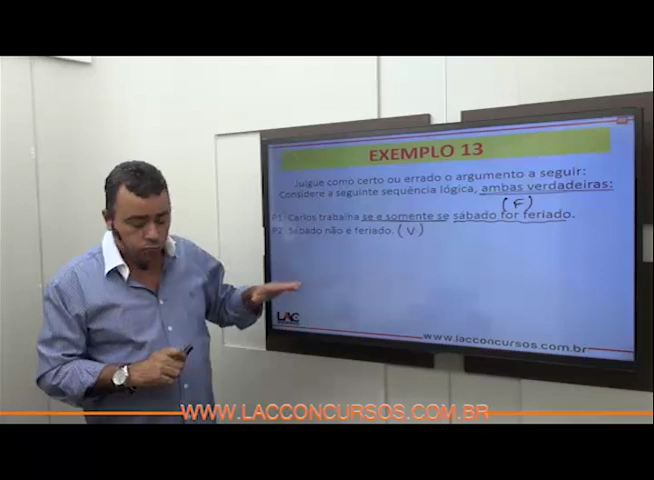 EXEMPLO 13
Julgue como certo ou errado o argumento a seguir:
Considere a seguinte sequência lógica, ambas verdadeiras:
(F)
P1: Carlos trabalha se e somente se sábado for feriado.
P2: Sábado não é feriado. (V)
LAC
www.lacconcursos.com.br
WWW.LACCONCURSOS.COM.BR